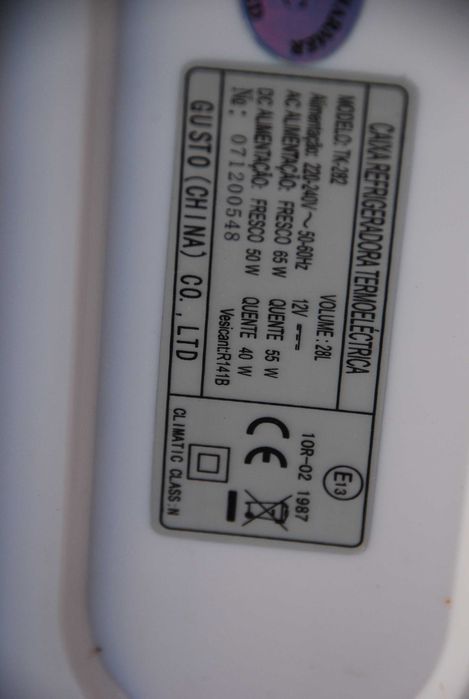 WARMER
CAIXA REFRIGERADORA TERMOELÉCTRICA
MODELO: TK-282 VOLUME: 28L
Alimentação: 220-240V ~ 50-60Hz 12V ⎓
AC ALIMENTAÇÃO: FRESCO 65 W QUENTE 55 W
DC ALIMENTAÇÃO: FRESCO 50 W QUENTE 40 W
№: 071200548 Vesicant:R141B
GUSTO (CHINA) CO., LTD
E13
10R-02 1987
CE
CLIMATIC CLASS:N